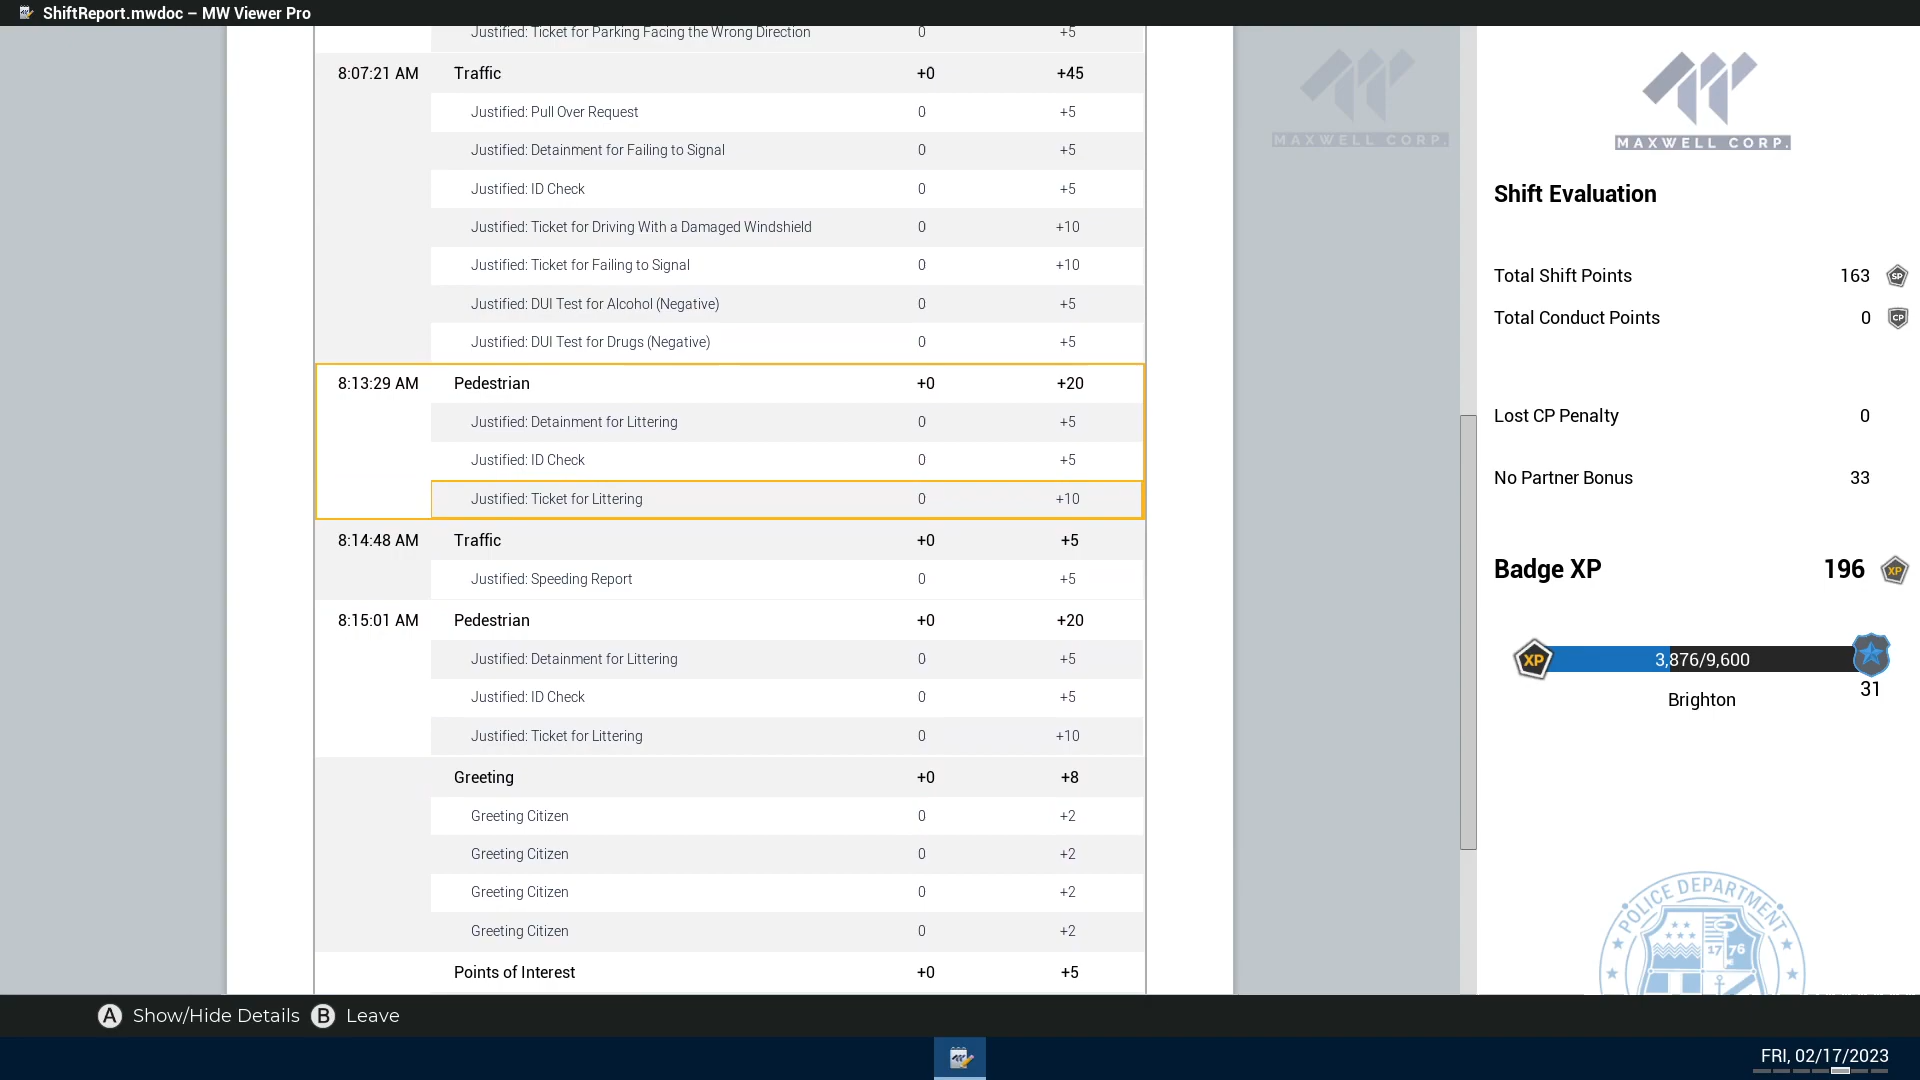 ShiftReport.mwdoc – MW Viewer Pro
Justified: Ticket for Parking Facing the Wrong Direction 0 +5
8:07:21 AM Traffic +0 +45
Justified: Pull Over Request 0 +5
Justified: Detainment for Failing to Signal 0 +5
Justified: ID Check 0 +5
Justified: Ticket for Driving With a Damaged Windshield 0 +10
Justified: Ticket for Failing to Signal 0 +10
Justified: DUI Test for Alcohol (Negative) 0 +5
Justified: DUI Test for Drugs (Negative) 0 +5
8:13:29 AM Pedestrian +0 +20
Justified: Detainment for Littering 0 +5
Justified: ID Check 0 +5
Justified: Ticket for Littering 0 +10
8:14:48 AM Traffic +0 +5
Justified: Speeding Report 0 +5
8:15:01 AM Pedestrian +0 +20
Justified: Detainment for Littering 0 +5
Justified: ID Check 0 +5
Justified: Ticket for Littering 0 +10
Greeting +0 +8
Greeting Citizen 0 +2
Greeting Citizen 0 +2
Greeting Citizen 0 +2
Greeting Citizen 0 +2
Points of Interest +0 +5
MAXWELL CORP.
MAXWELL CORP.
Shift Evaluation
Total Shift Points 163 SP
Total Conduct Points 0 CP
Lost CP Penalty 0
No Partner Bonus 33
Badge XP 196 XP
XP 3,876/9,600
31
Brighton
POLICE DEPARTMENT
17 76
A Show/Hide Details B Leave
FRI, 02/17/2023